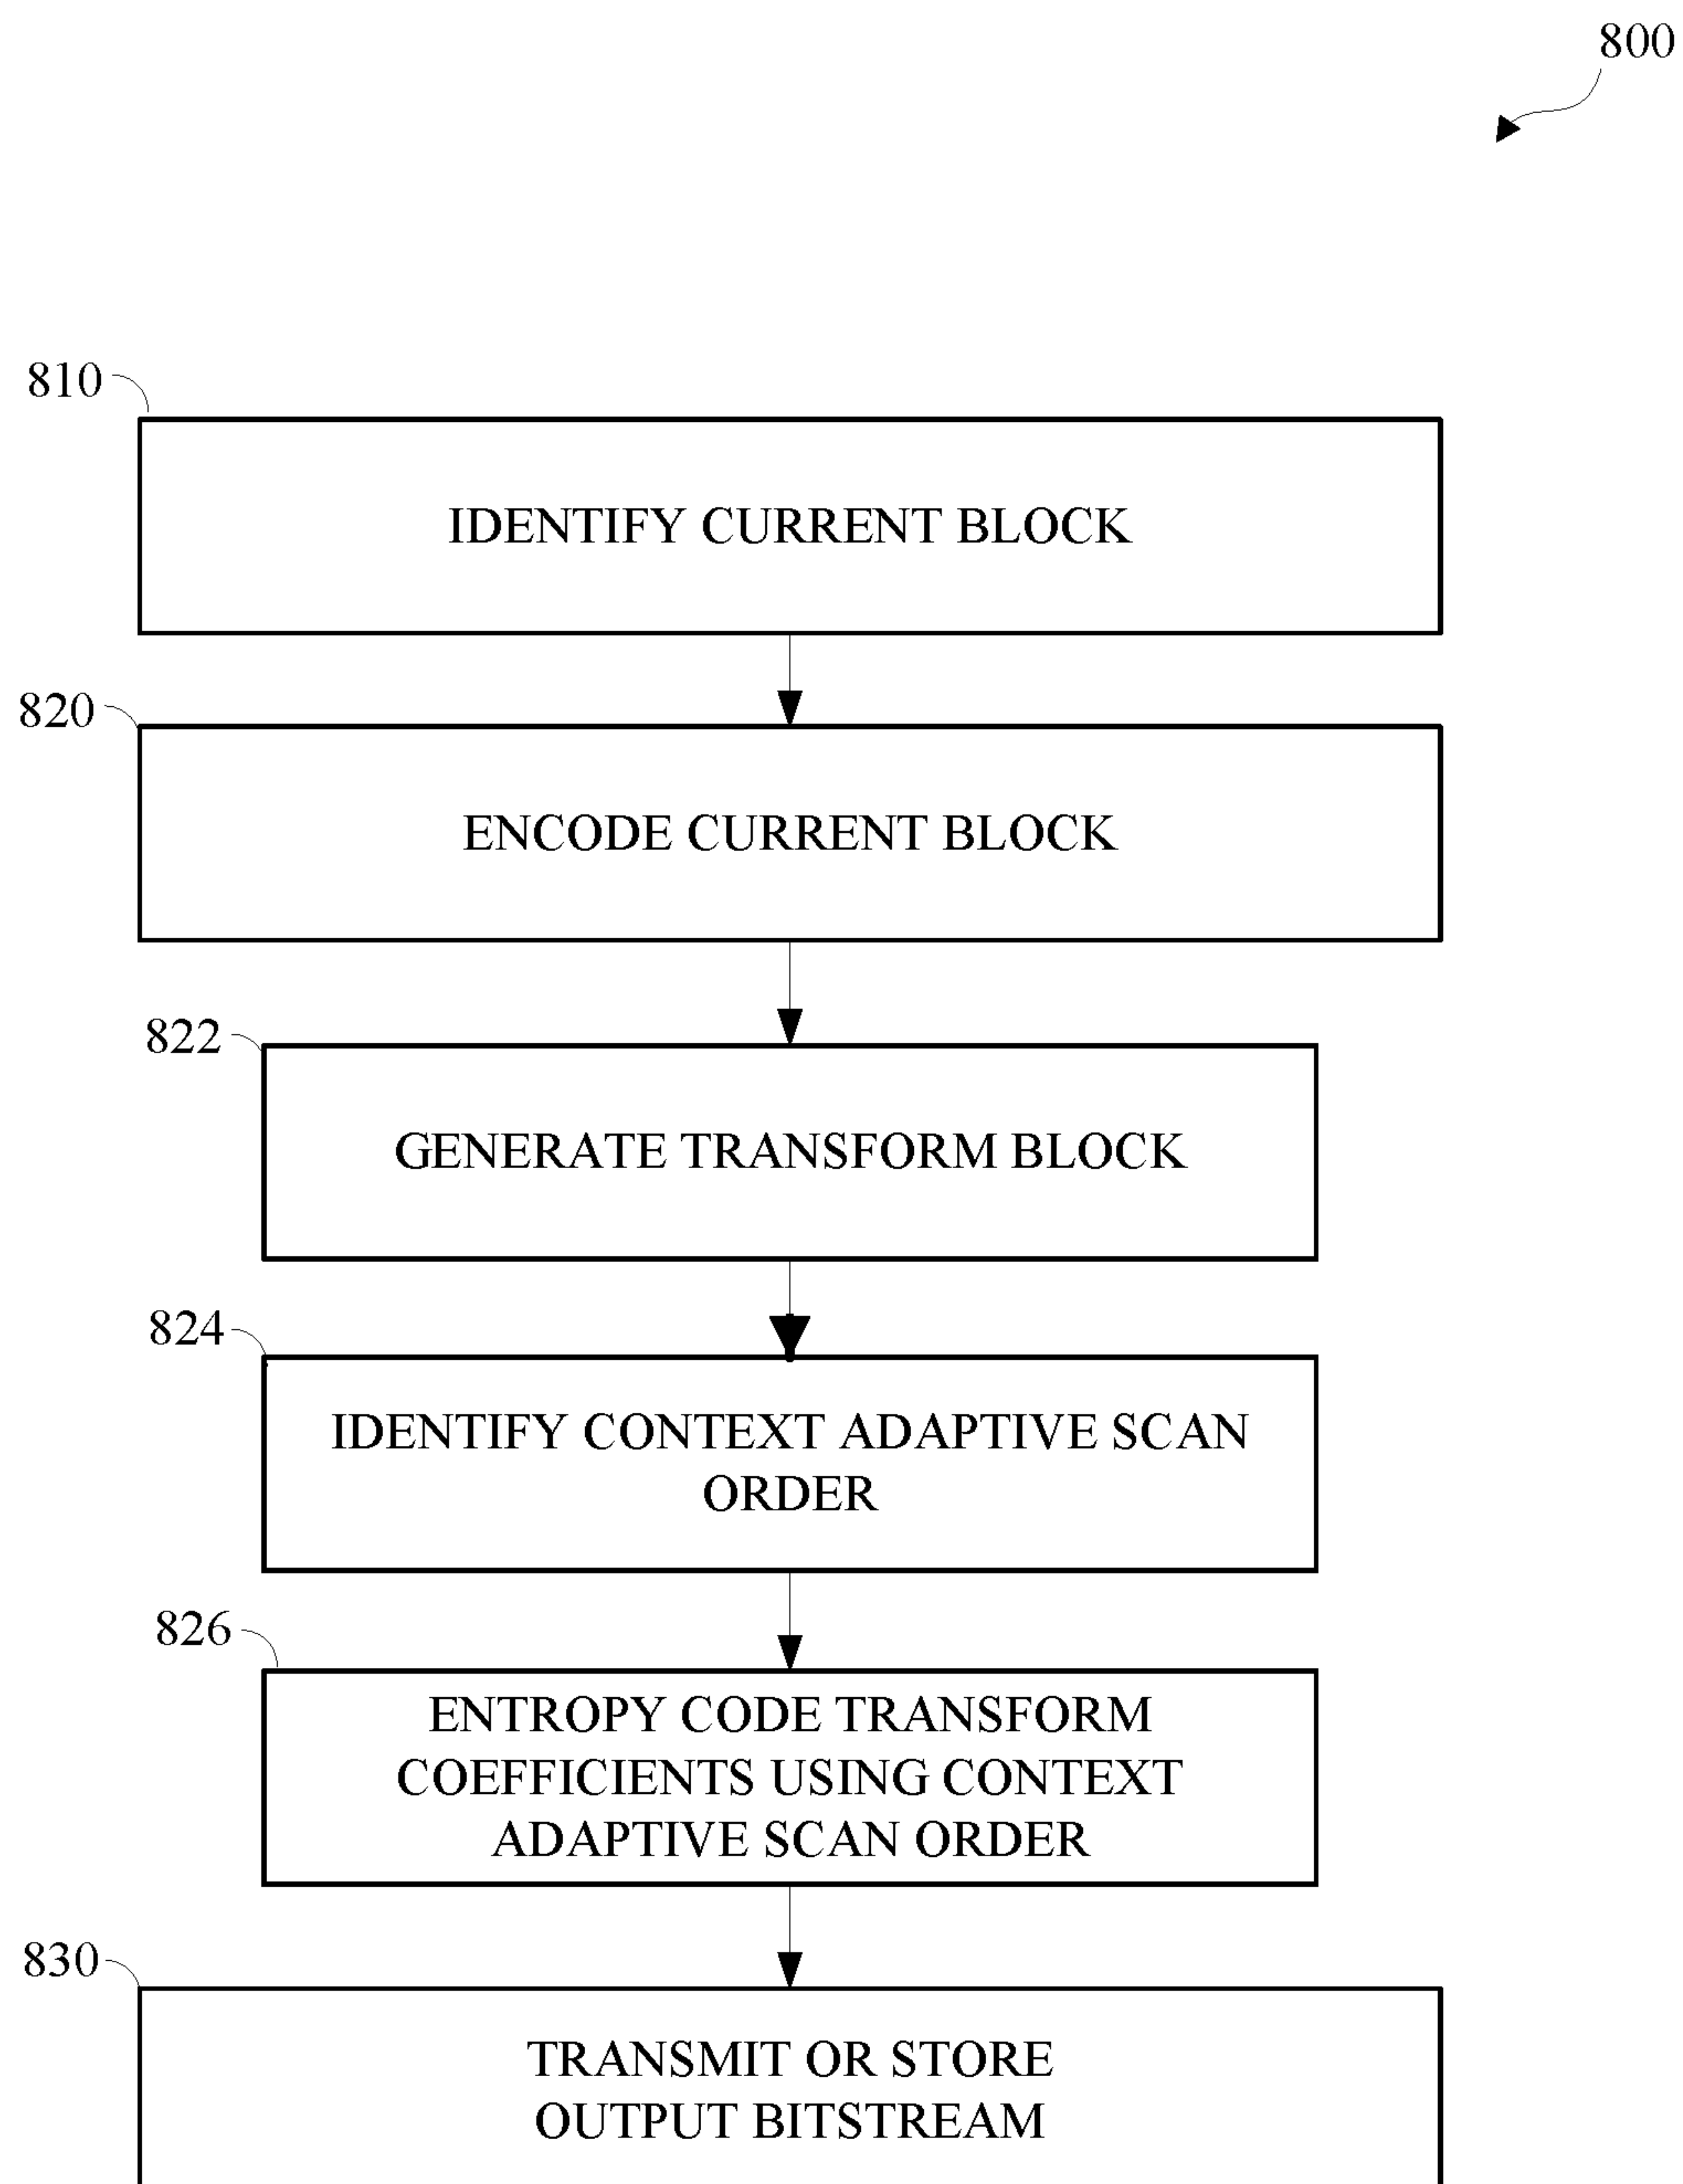 800
810
IDENTIFY CURRENT BLOCK
820
ENCODE CURRENT BLOCK
822
GENERATE TRANSFORM BLOCK
824
IDENTIFY CONTEXT ADAPTIVE SCAN
ORDER
826
ENTROPY CODE TRANSFORM
COEFFICIENTS USING CONTEXT
ADAPTIVE SCAN ORDER
830
TRANSMIT OR STORE
OUTPUT BITSTREAM